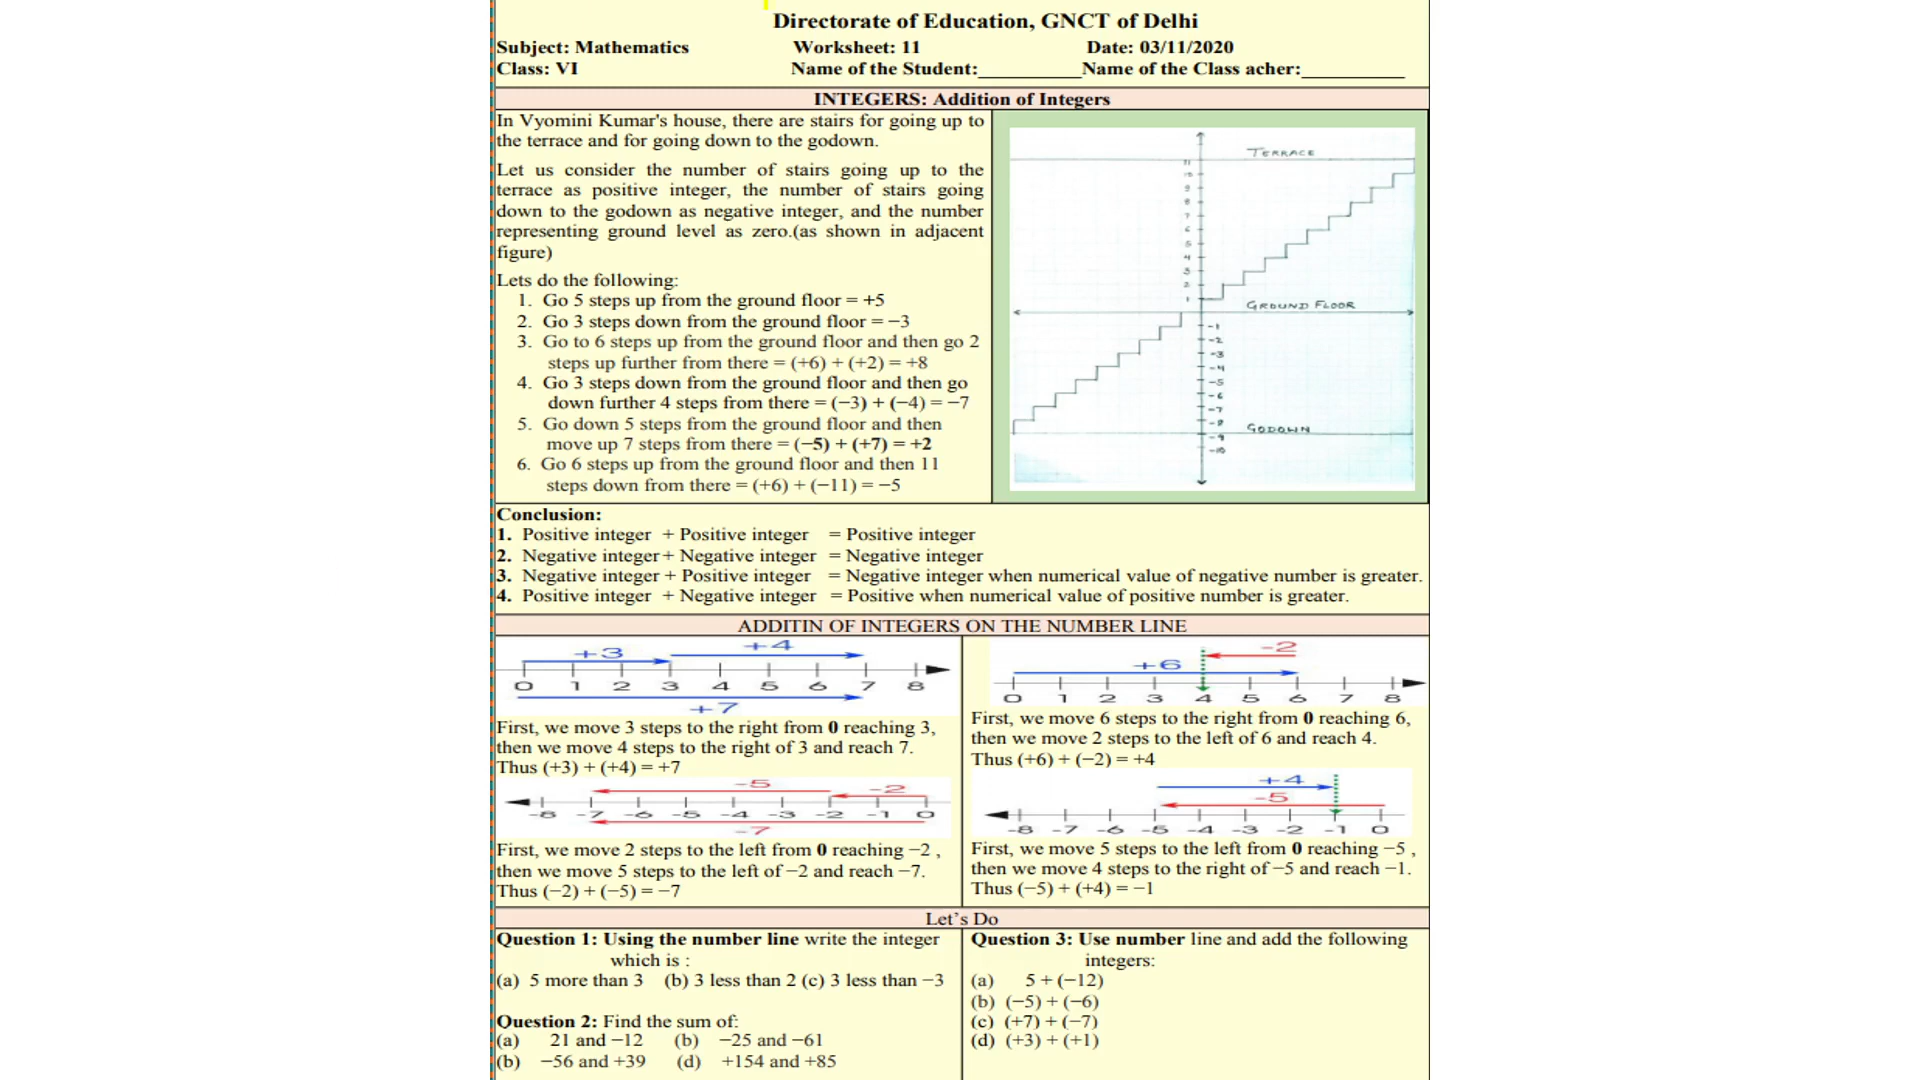 Directorate of Education, GNCT of Delhi
Subject: Mathematics Worksheet: 11 Date: 03/11/2020
Class: VI Name of the Student:__________Name of the Class acher:__________
INTEGERS: Addition of Integers
In Vyomini Kumar's house, there are stairs for going up to
the terrace and for going down to the godown.
Let us consider the number of stairs going up to the
terrace as positive integer, the number of stairs going
down to the godown as negative integer, and the number
representing ground level as zero.(as shown in adjacent
figure)
Lets do the following:
1. Go 5 steps up from the ground floor = +5
2. Go 3 steps down from the ground floor = −3
3. Go to 6 steps up from the ground floor and then go 2
steps up further from there = (+6) + (+2) = +8
4. Go 3 steps down from the ground floor and then go
down further 4 steps from there = (−3) + (−4) = −7
5. Go down 5 steps from the ground floor and then
move up 7 steps from there = (−5) + (+7) = +2
6. Go 6 steps up from the ground floor and then 11
steps down from there = (+6) + (−11) = −5
TERRACE
11
10
9
8
7
6
5
4
3
2
1
GROUND FLOOR
-1
-2
-3
-4
-5
-6
-7
-8
GODOWN
-9
-10
Conclusion:
1. Positive integer + Positive integer = Positive integer
2. Negative integer+ Negative integer = Negative integer
3. Negative integer + Positive integer = Negative integer when numerical value of negative number is greater.
4. Positive integer + Negative integer = Positive when numerical value of positive number is greater.
ADDITIN OF INTEGERS ON THE NUMBER LINE
+3 +4
0 1 2 3 4 5 6 7 8
+7
First, we move 3 steps to the right from 0 reaching 3,
then we move 4 steps to the right of 3 and reach 7.
Thus (+3) + (+4) = +7
-5 -2
-8 -7 -6 -5 -4 -3 -2 -1 0
-7
First, we move 2 steps to the left from 0 reaching −2 ,
then we move 5 steps to the left of −2 and reach −7.
Thus (−2) + (−5) = −7
-2
+6
0 1 2 3 4 5 6 7 8
First, we move 6 steps to the right from 0 reaching 6,
then we move 2 steps to the left of 6 and reach 4.
Thus (+6) + (−2) = +4
+4
-5
-8 -7 -6 -5 -4 -3 -2 -1 0
First, we move 5 steps to the left from 0 reaching −5 ,
then we move 4 steps to the right of −5 and reach −1.
Thus (−5) + (+4) = −1
Let's Do
Question 1: Using the number line write the integer
which is :
(a) 5 more than 3 (b) 3 less than 2 (c) 3 less than −3
Question 2: Find the sum of:
(a) 21 and −12 (b) −25 and −61
(b) −56 and +39 (d) +154 and +85
Question 3: Use number line and add the following
integers:
(a) 5 + (−12)
(b) (−5) + (−6)
(c) (+7) + (−7)
(d) (+3) + (+1)